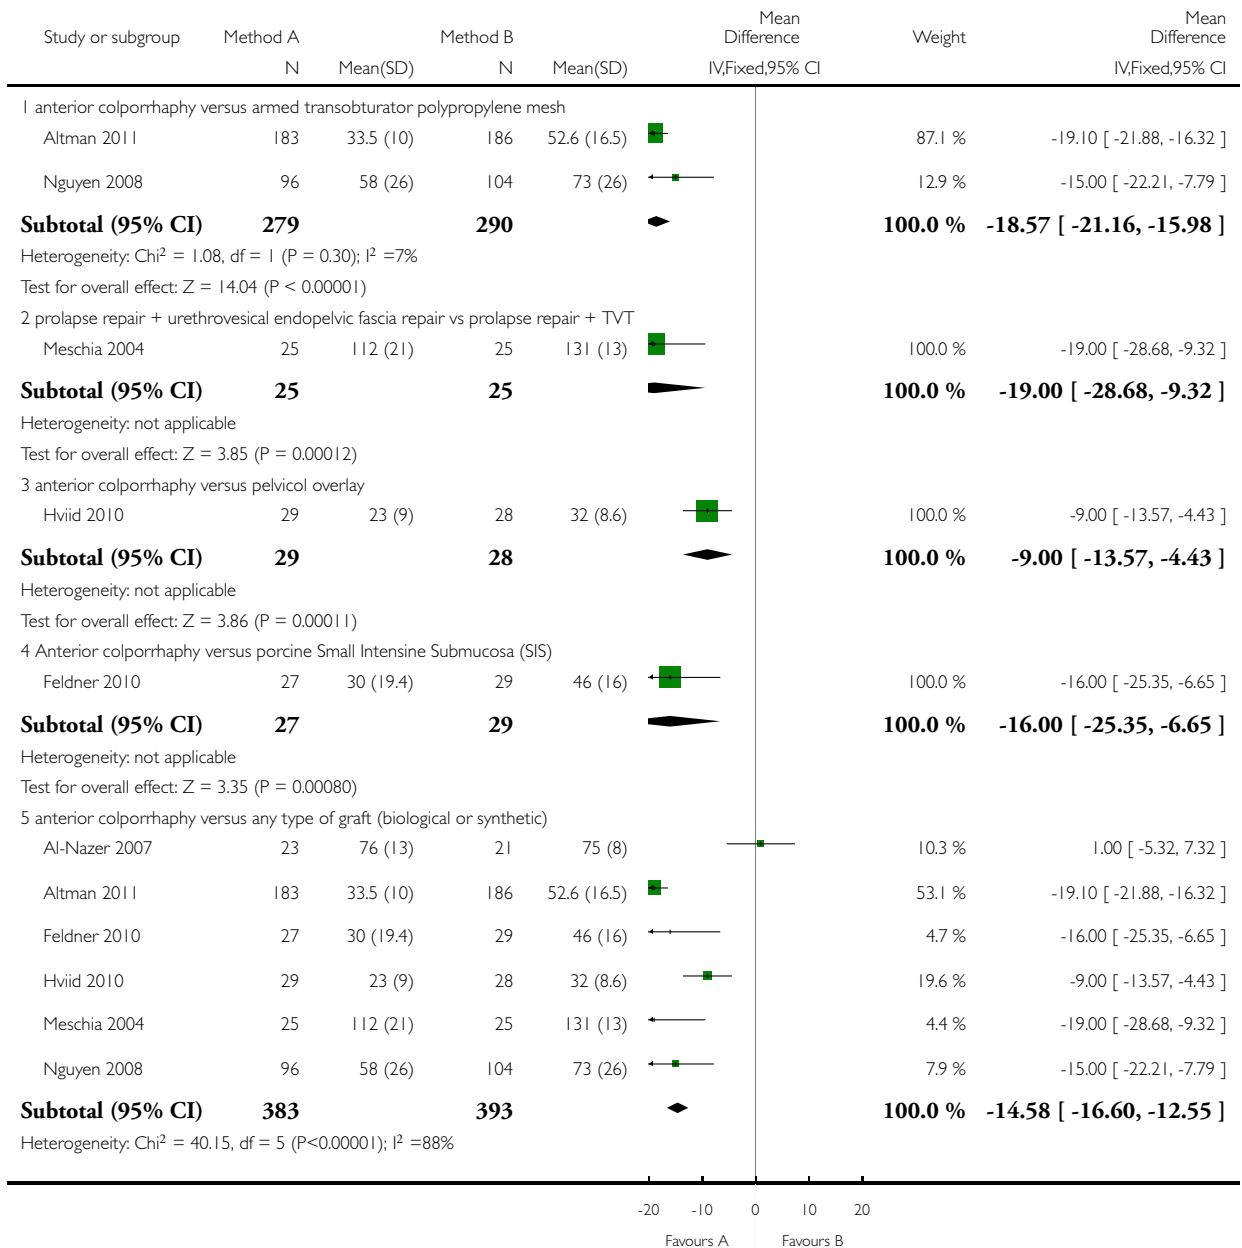 Mean Mean
Study or subgroup Method A Method B Difference Weight Difference
N Mean(SD) N Mean(SD) IV,Fixed,95% CI IV,Fixed,95% CI
1 anterior colporrhaphy versus armed transobturator polypropylene mesh
Altman 2011 183 33.5 (10) 186 52.6 (16.5) 87.1 % -19.10 [ -21.88, -16.32 ]
Nguyen 2008 96 58 (26) 104 73 (26) 12.9 % -15.00 [ -22.21, -7.79 ]
Subtotal (95% CI) 279 290 100.0 % -18.57 [ -21.16, -15.98 ]
Heterogeneity: Chi² = 1.08, df = 1 (P = 0.30); I² =7%
Test for overall effect: Z = 14.04 (P < 0.00001)
2 prolapse repair + urethrovesical endopelvic fascia repair vs prolapse repair + TVT
Meschia 2004 25 112 (21) 25 131 (13) 100.0 % -19.00 [ -28.68, -9.32 ]
Subtotal (95% CI) 25 25 100.0 % -19.00 [ -28.68, -9.32 ]
Heterogeneity: not applicable
Test for overall effect: Z = 3.85 (P = 0.00012)
3 anterior colporrhaphy versus pelvicol overlay
Hviid 2010 29 23 (9) 28 32 (8.6) 100.0 % -9.00 [ -13.57, -4.43 ]
Subtotal (95% CI) 29 28 100.0 % -9.00 [ -13.57, -4.43 ]
Heterogeneity: not applicable
Test for overall effect: Z = 3.86 (P = 0.00011)
4 Anterior colporrhaphy versus porcine Small Intensine Submucosa (SIS)
Feldner 2010 27 30 (19.4) 29 46 (16) 100.0 % -16.00 [ -25.35, -6.65 ]
Subtotal (95% CI) 27 29 100.0 % -16.00 [ -25.35, -6.65 ]
Heterogeneity: not applicable
Test for overall effect: Z = 3.35 (P = 0.00080)
5 anterior colporrhaphy versus any type of graft (biological or synthetic)
Al-Nazer 2007 23 76 (13) 21 75 (8) 10.3 % 1.00 [ -5.32, 7.32 ]
Altman 2011 183 33.5 (10) 186 52.6 (16.5) 53.1 % -19.10 [ -21.88, -16.32 ]
Feldner 2010 27 30 (19.4) 29 46 (16) 4.7 % -16.00 [ -25.35, -6.65 ]
Hviid 2010 29 23 (9) 28 32 (8.6) 19.6 % -9.00 [ -13.57, -4.43 ]
Meschia 2004 25 112 (21) 25 131 (13) 4.4 % -19.00 [ -28.68, -9.32 ]
Nguyen 2008 96 58 (26) 104 73 (26) 7.9 % -15.00 [ -22.21, -7.79 ]
Subtotal (95% CI) 383 393 100.0 % -14.58 [ -16.60, -12.55 ]
Heterogeneity: Chi² = 40.15, df = 5 (P<0.00001); I² =88%
-20 -10 0 10 20
Favours A Favours B